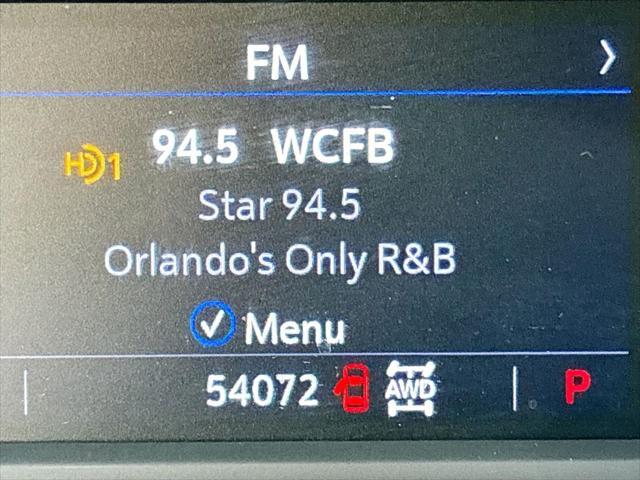 FM
HD1 94.5 WCFB
Star 94.5
Orlando's Only R&B
Menu
54072 AWD P